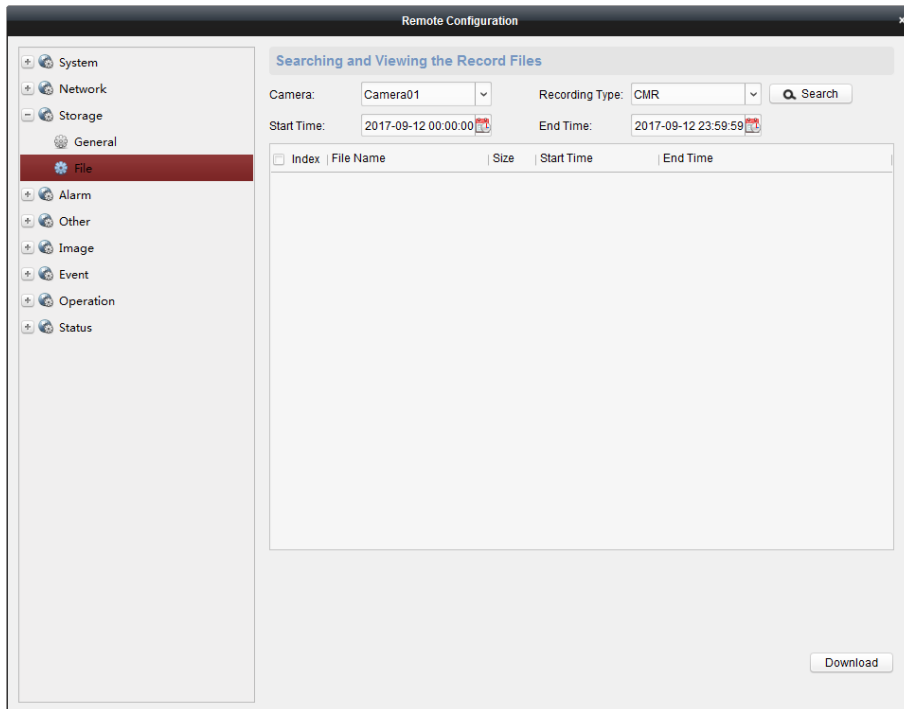 Remote Configuration
System
Network
Storage
General
File
Alarm
Other
Image
Event
Operation
Status
Searching and Viewing the Record Files
Camera: Camera01 Recording Type: CMR Search
Start Time: 2017-09-12 00:00:00 End Time: 2017-09-12 23:59:59
Index File Name Size Start Time End Time
Download